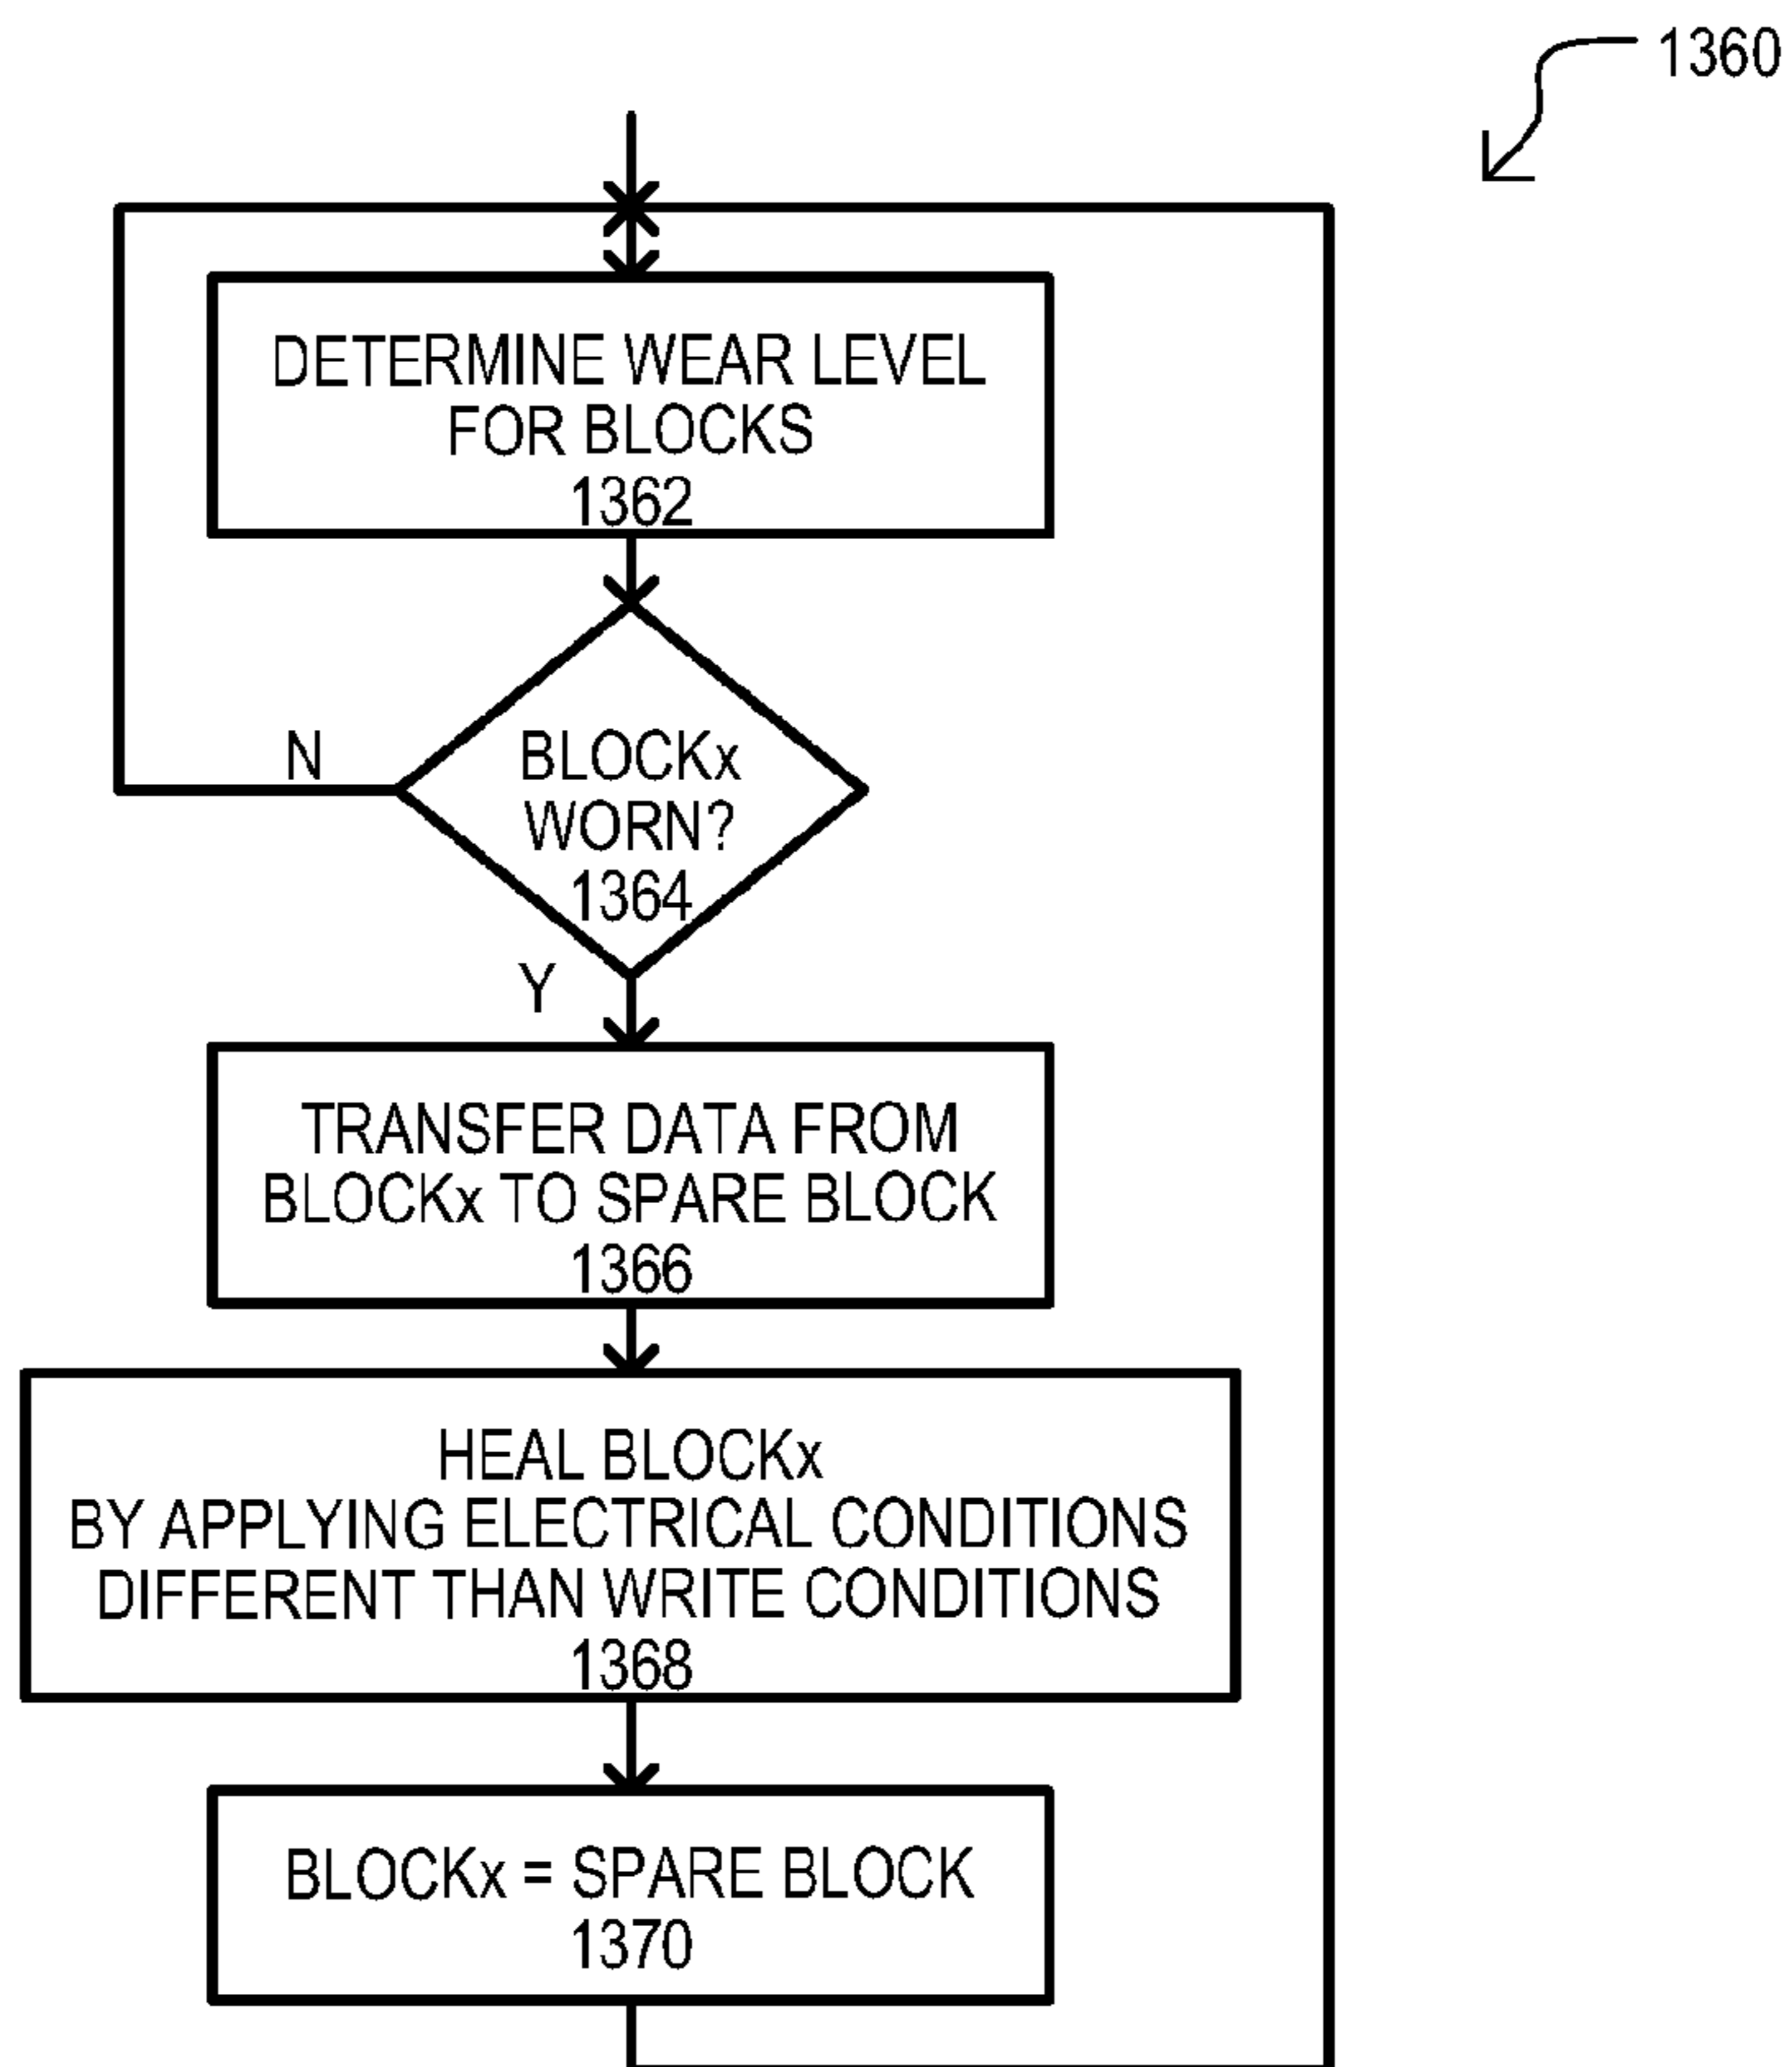 1360
DETERMINE WEAR LEVEL
FOR BLOCKS
1362
N
BLOCKx
WORN?
1364
Y
TRANSFER DATA FROM
BLOCKx TO SPARE BLOCK
1366
HEAL BLOCKx
BY APPLYING ELECTRICAL CONDITIONS
DIFFERENT THAN WRITE CONDITIONS
1368
BLOCKx = SPARE BLOCK
1370